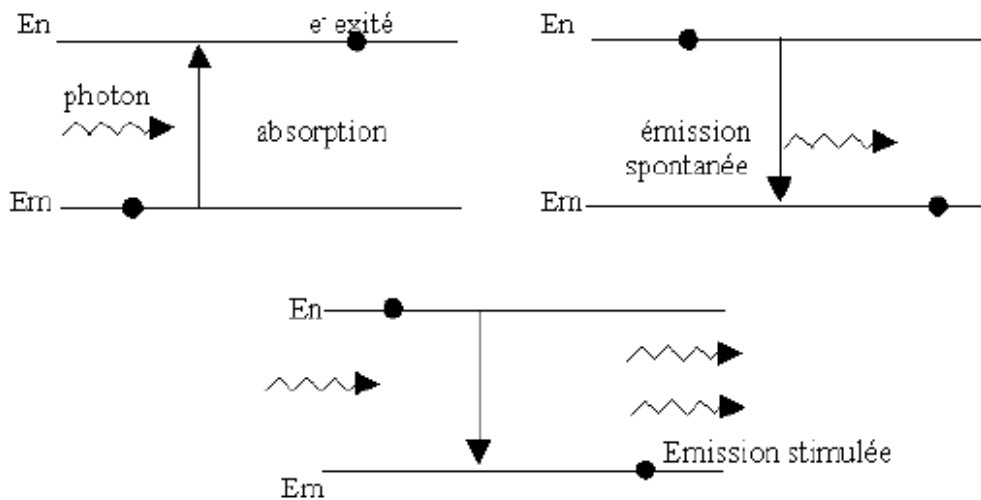 En
e⁻ exité
photon
absorption
Em
En
émission
spontanée
Em
En
Emission stimulée
Em